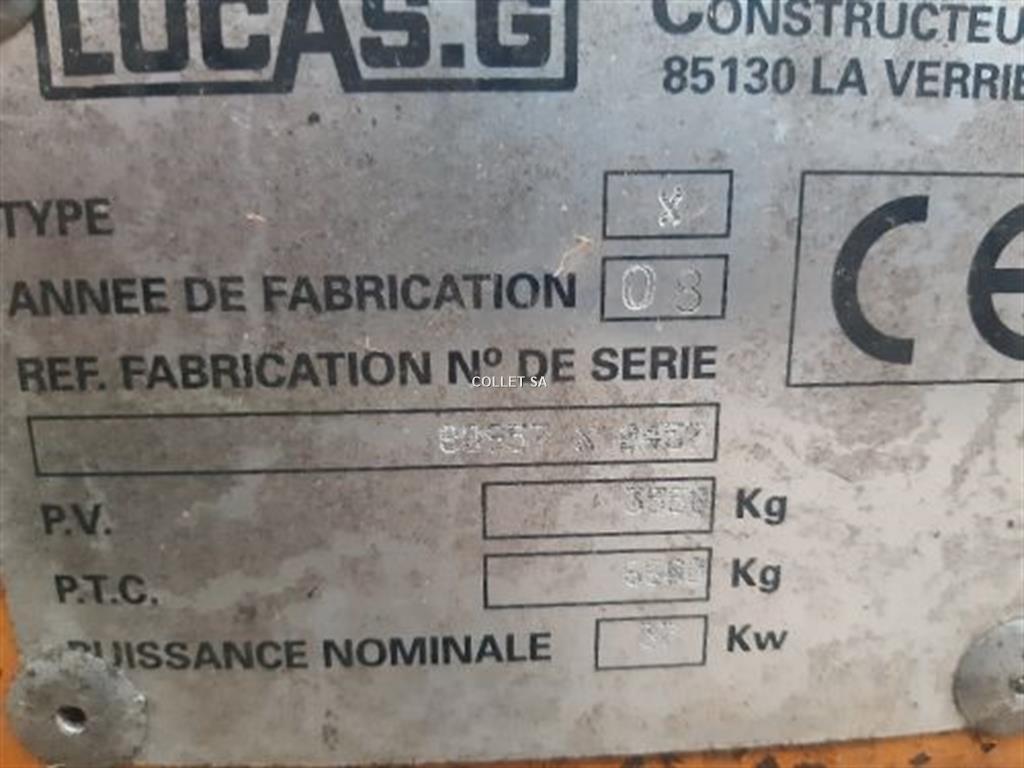 LUCAS.G
CONSTRUCTEU
85130 LA VERRIE
TYPE X
ANNEE DE FABRICATION 08
CE
REF. FABRICATION Nº DE SERIE
COLLET SA
P.V. Kg
P.T.C. Kg
PUISSANCE NOMINALE Kw